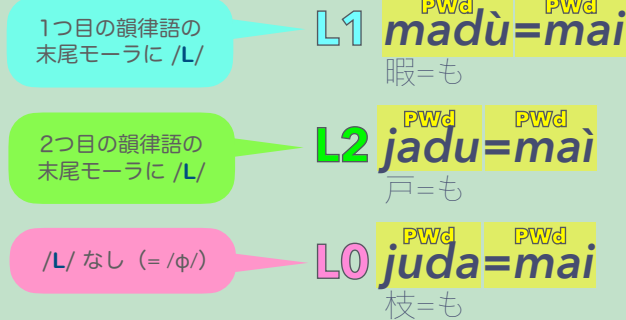 1つ目の韻律語の
末尾モーラに /L/
PWd PWd
L1 madù=mai
暇=も
2つ目の韻律語の
末尾モーラに /L/
PWd PWd
L2 jadu=maì
戸=も
/L/ なし（= /φ/）
PWd PWd
L0 juda=mai
枝=も